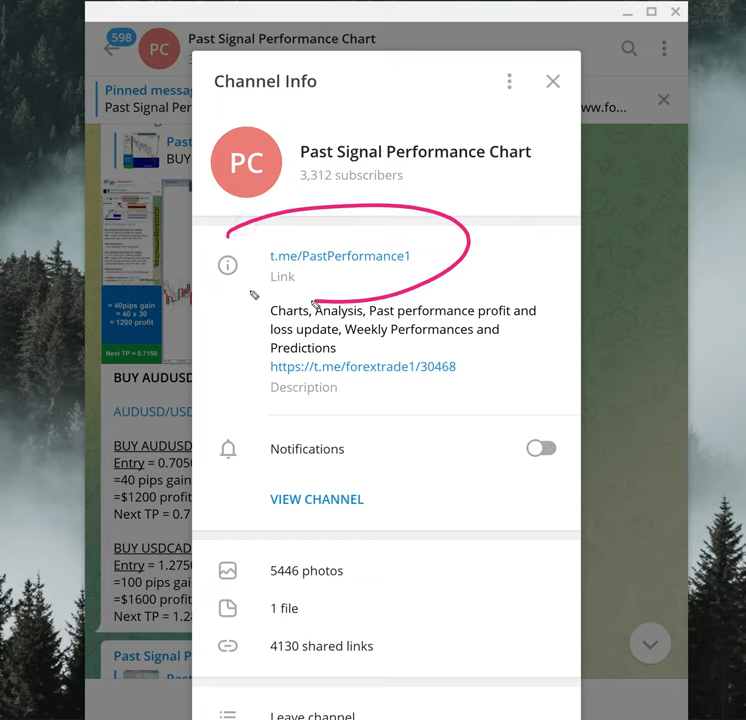 598
PC
Past Signal Performance Chart
Pinned messa
Past Signal Per
ww.fo...
Channel Info
PC
Past Signal Performance Chart
3,312 subscribers
t.me/PastPerformance1
Link
Charts, Analysis, Past performance profit and
loss update, Weekly Performances and
Predictions
https://t.me/forextrade1/30468
Description
Notifications
VIEW CHANNEL
5446 photos
1 file
4130 shared links
Leave channel
Past
BUY
= 40pips gain
= 40 x 30
= 1200 profit
Next TP = 0.7150
BUY AUDUSD
AUDUSD/USD
BUY AUDUSD
Entry = 0.7050
=40 pips gain
=$1200 profit
Next TP = 0.7
BUY USDCAD
Entry = 1.2750
=100 pips gai
=$1600 profit
Next TP = 1.2
Past Signal P